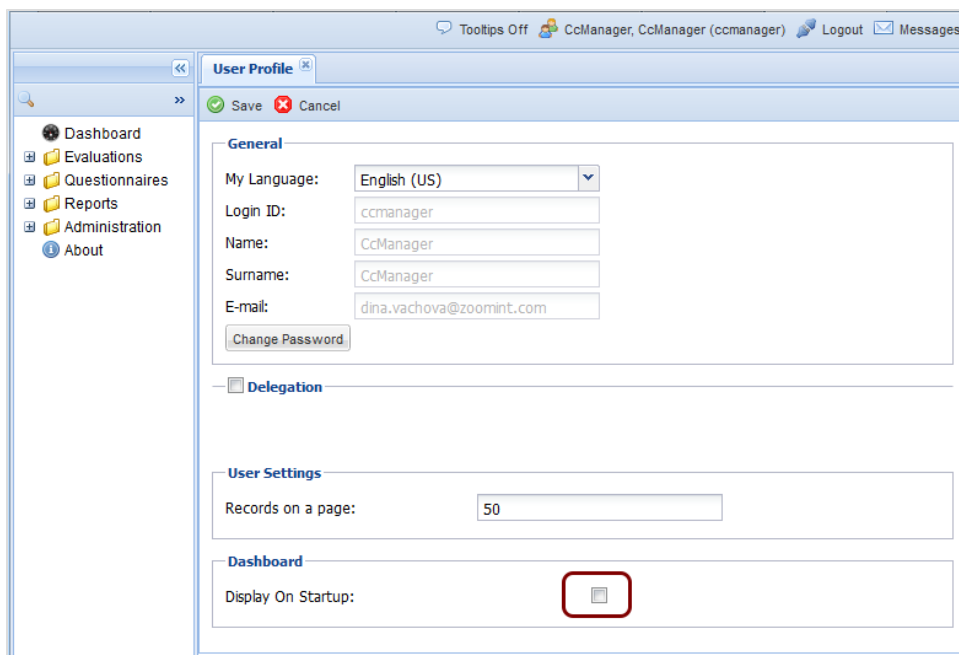 Tooltips Off CcManager, CcManager (ccmanager) Logout Messages
User Profile
Save Cancel
Dashboard
Evaluations
Questionnaires
Reports
Administration
About
General
My Language: English (US)
Login ID: ccmanager
Name: CcManager
Surname: CcManager
E-mail: dina.vachova@zoomint.com
Change Password
Delegation
User Settings
Records on a page: 50
Dashboard
Display On Startup: